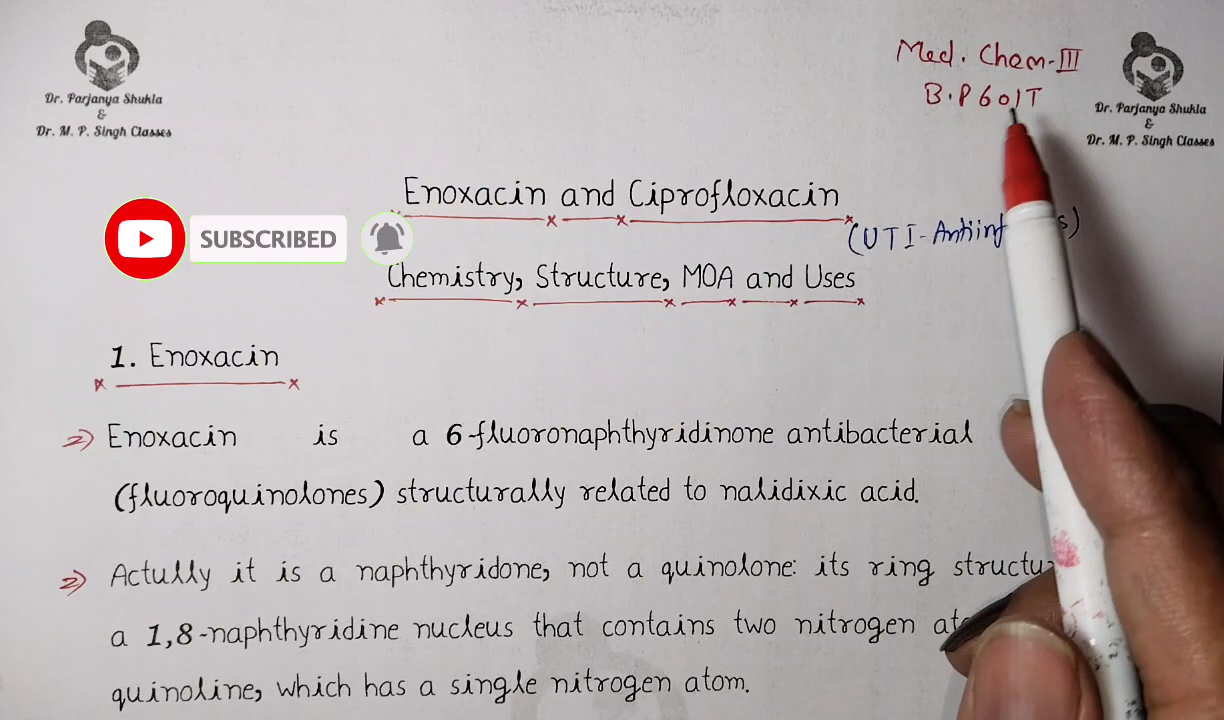 Dr. Parjanya Shukla
&
Dr. M. P. Singh Classes
Med. Chem-III
B.P601T
Dr. Parjanya Shukla
&
Dr. M. P. Singh Classes
Enoxacin and Ciprofloxacin
(UTI-Antiinf s)
SUBSCRIBED
Chemistry, Structure, MOA and Uses
1. Enoxacin
Enoxacin is a 6-fluoronaphthyridinone antibacterial
(fluoroquinolones) structurally related to nalidixic acid.
Actully it is a naphthyridone, not a quinolone: its ring structu
a 1,8-naphthyridine nucleus that contains two nitrogen ato
quinoline, which has a single nitrogen atom.